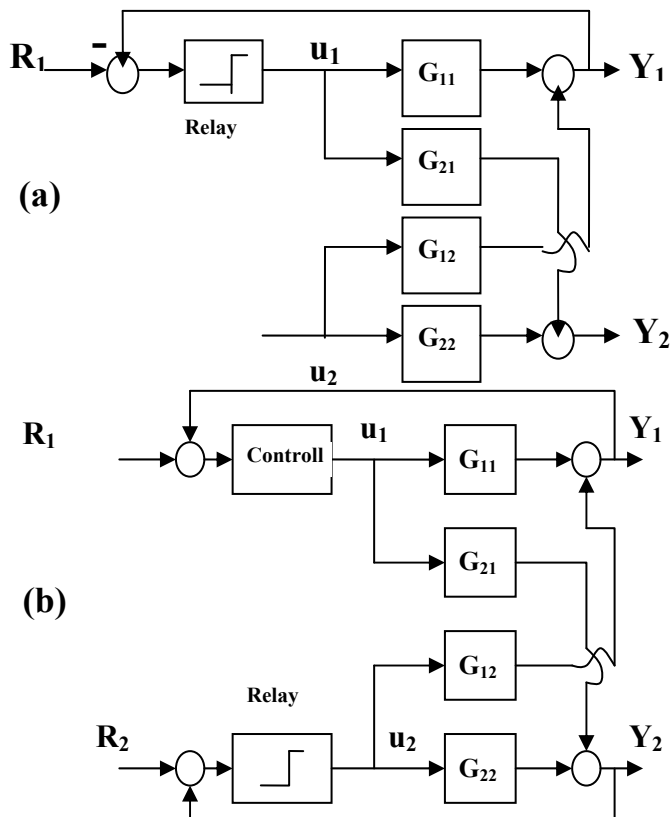 -
R₁ u₁ G₁₁ Y₁
Relay
G₂₁
(a)
G₁₂
G₂₂ Y₂
u₂
R₁ Controll u₁ G₁₁ Y₁
G₂₁
(b)
G₁₂
Relay
R₂ u₂ G₂₂ Y₂